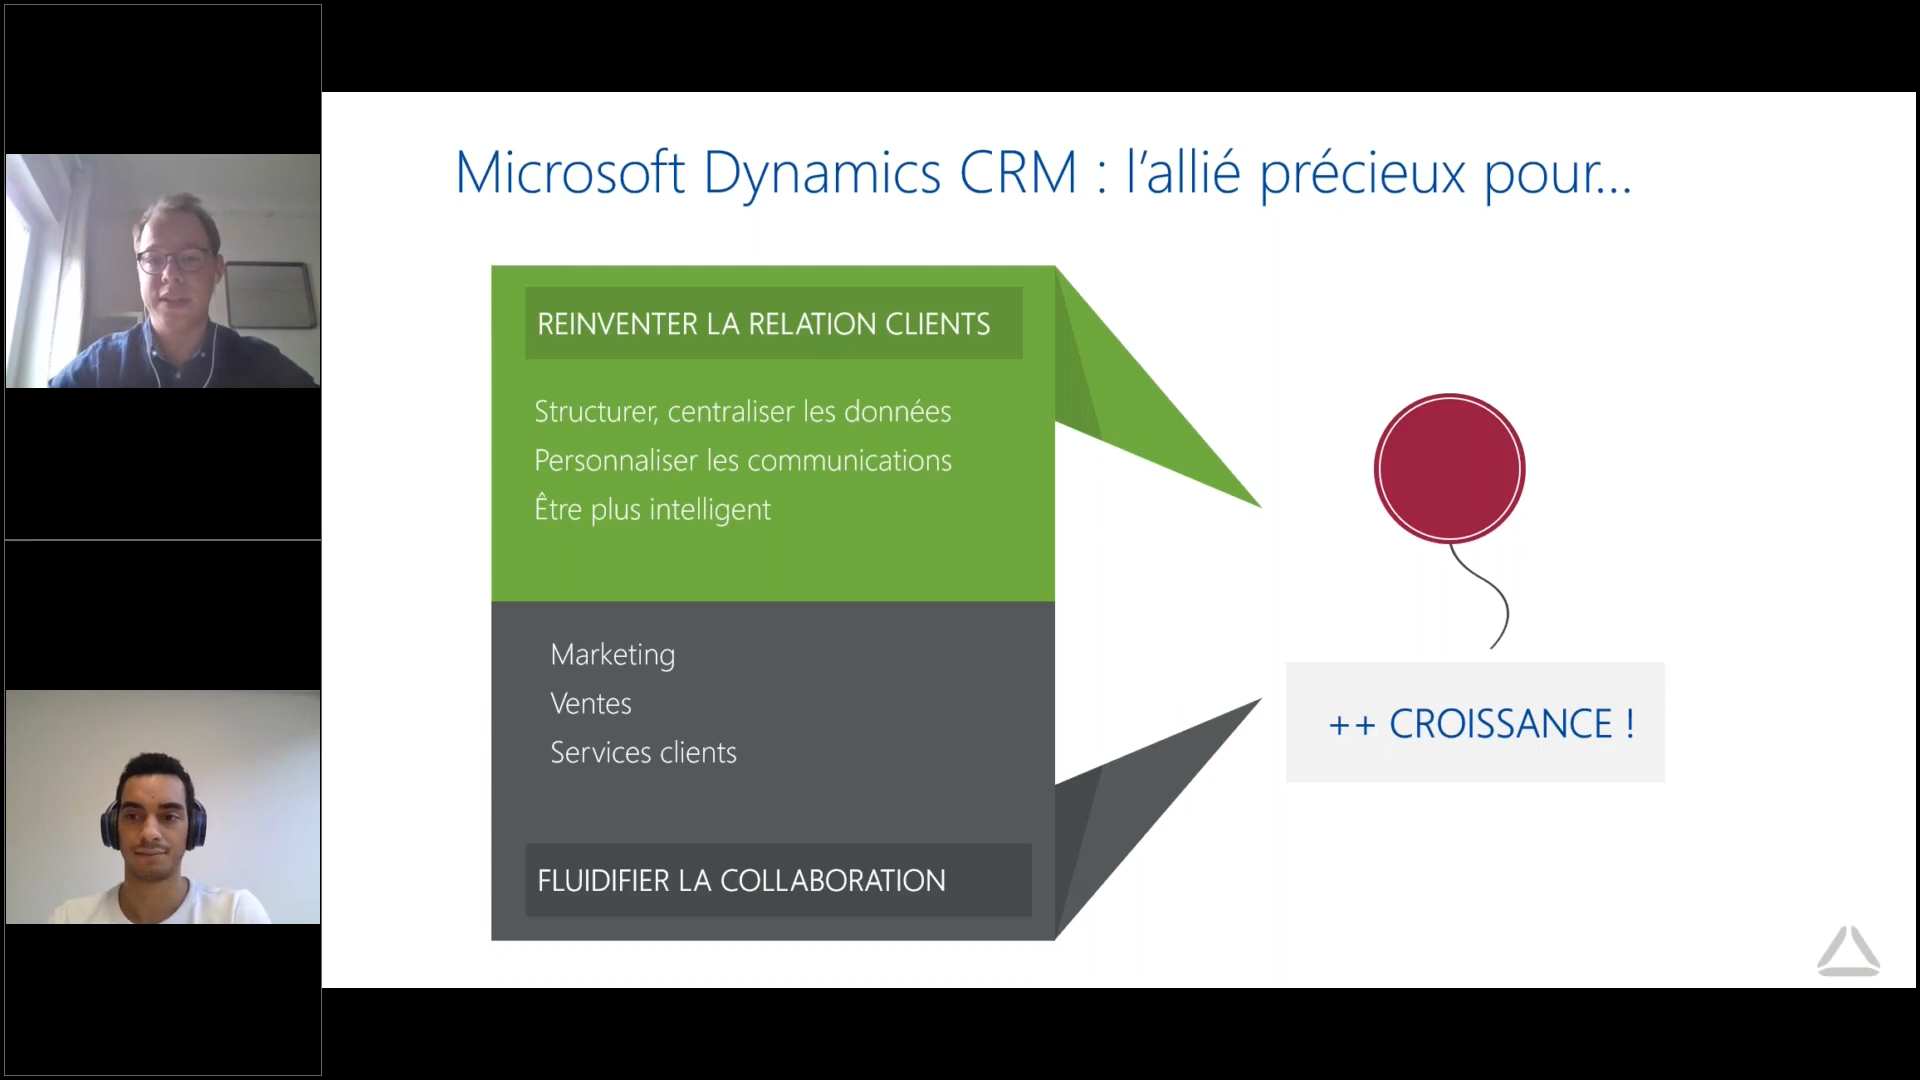 Microsoft Dynamics CRM : l’allié précieux pour...
REINVENTER LA RELATION CLIENTS
Structurer, centraliser les données
Personnaliser les communications
Être plus intelligent
Marketing
Ventes
Services clients
FLUIDIFIER LA COLLABORATION
++ CROISSANCE !